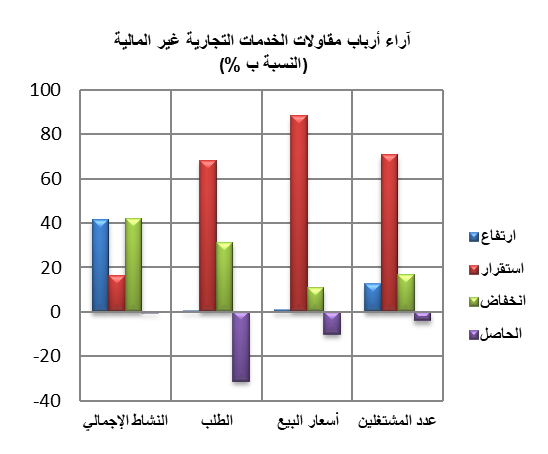 آراء أرباب مقاولات الخدمات التجارية غير المالية
(النسبة ب %)
100
80
60
40
20
0
-20
-40
النشاط الإجمالي
الطلب
أسعار البيع
عدد المشتغلين
ارتفاع
استقرار
انخفاض
الحاصل